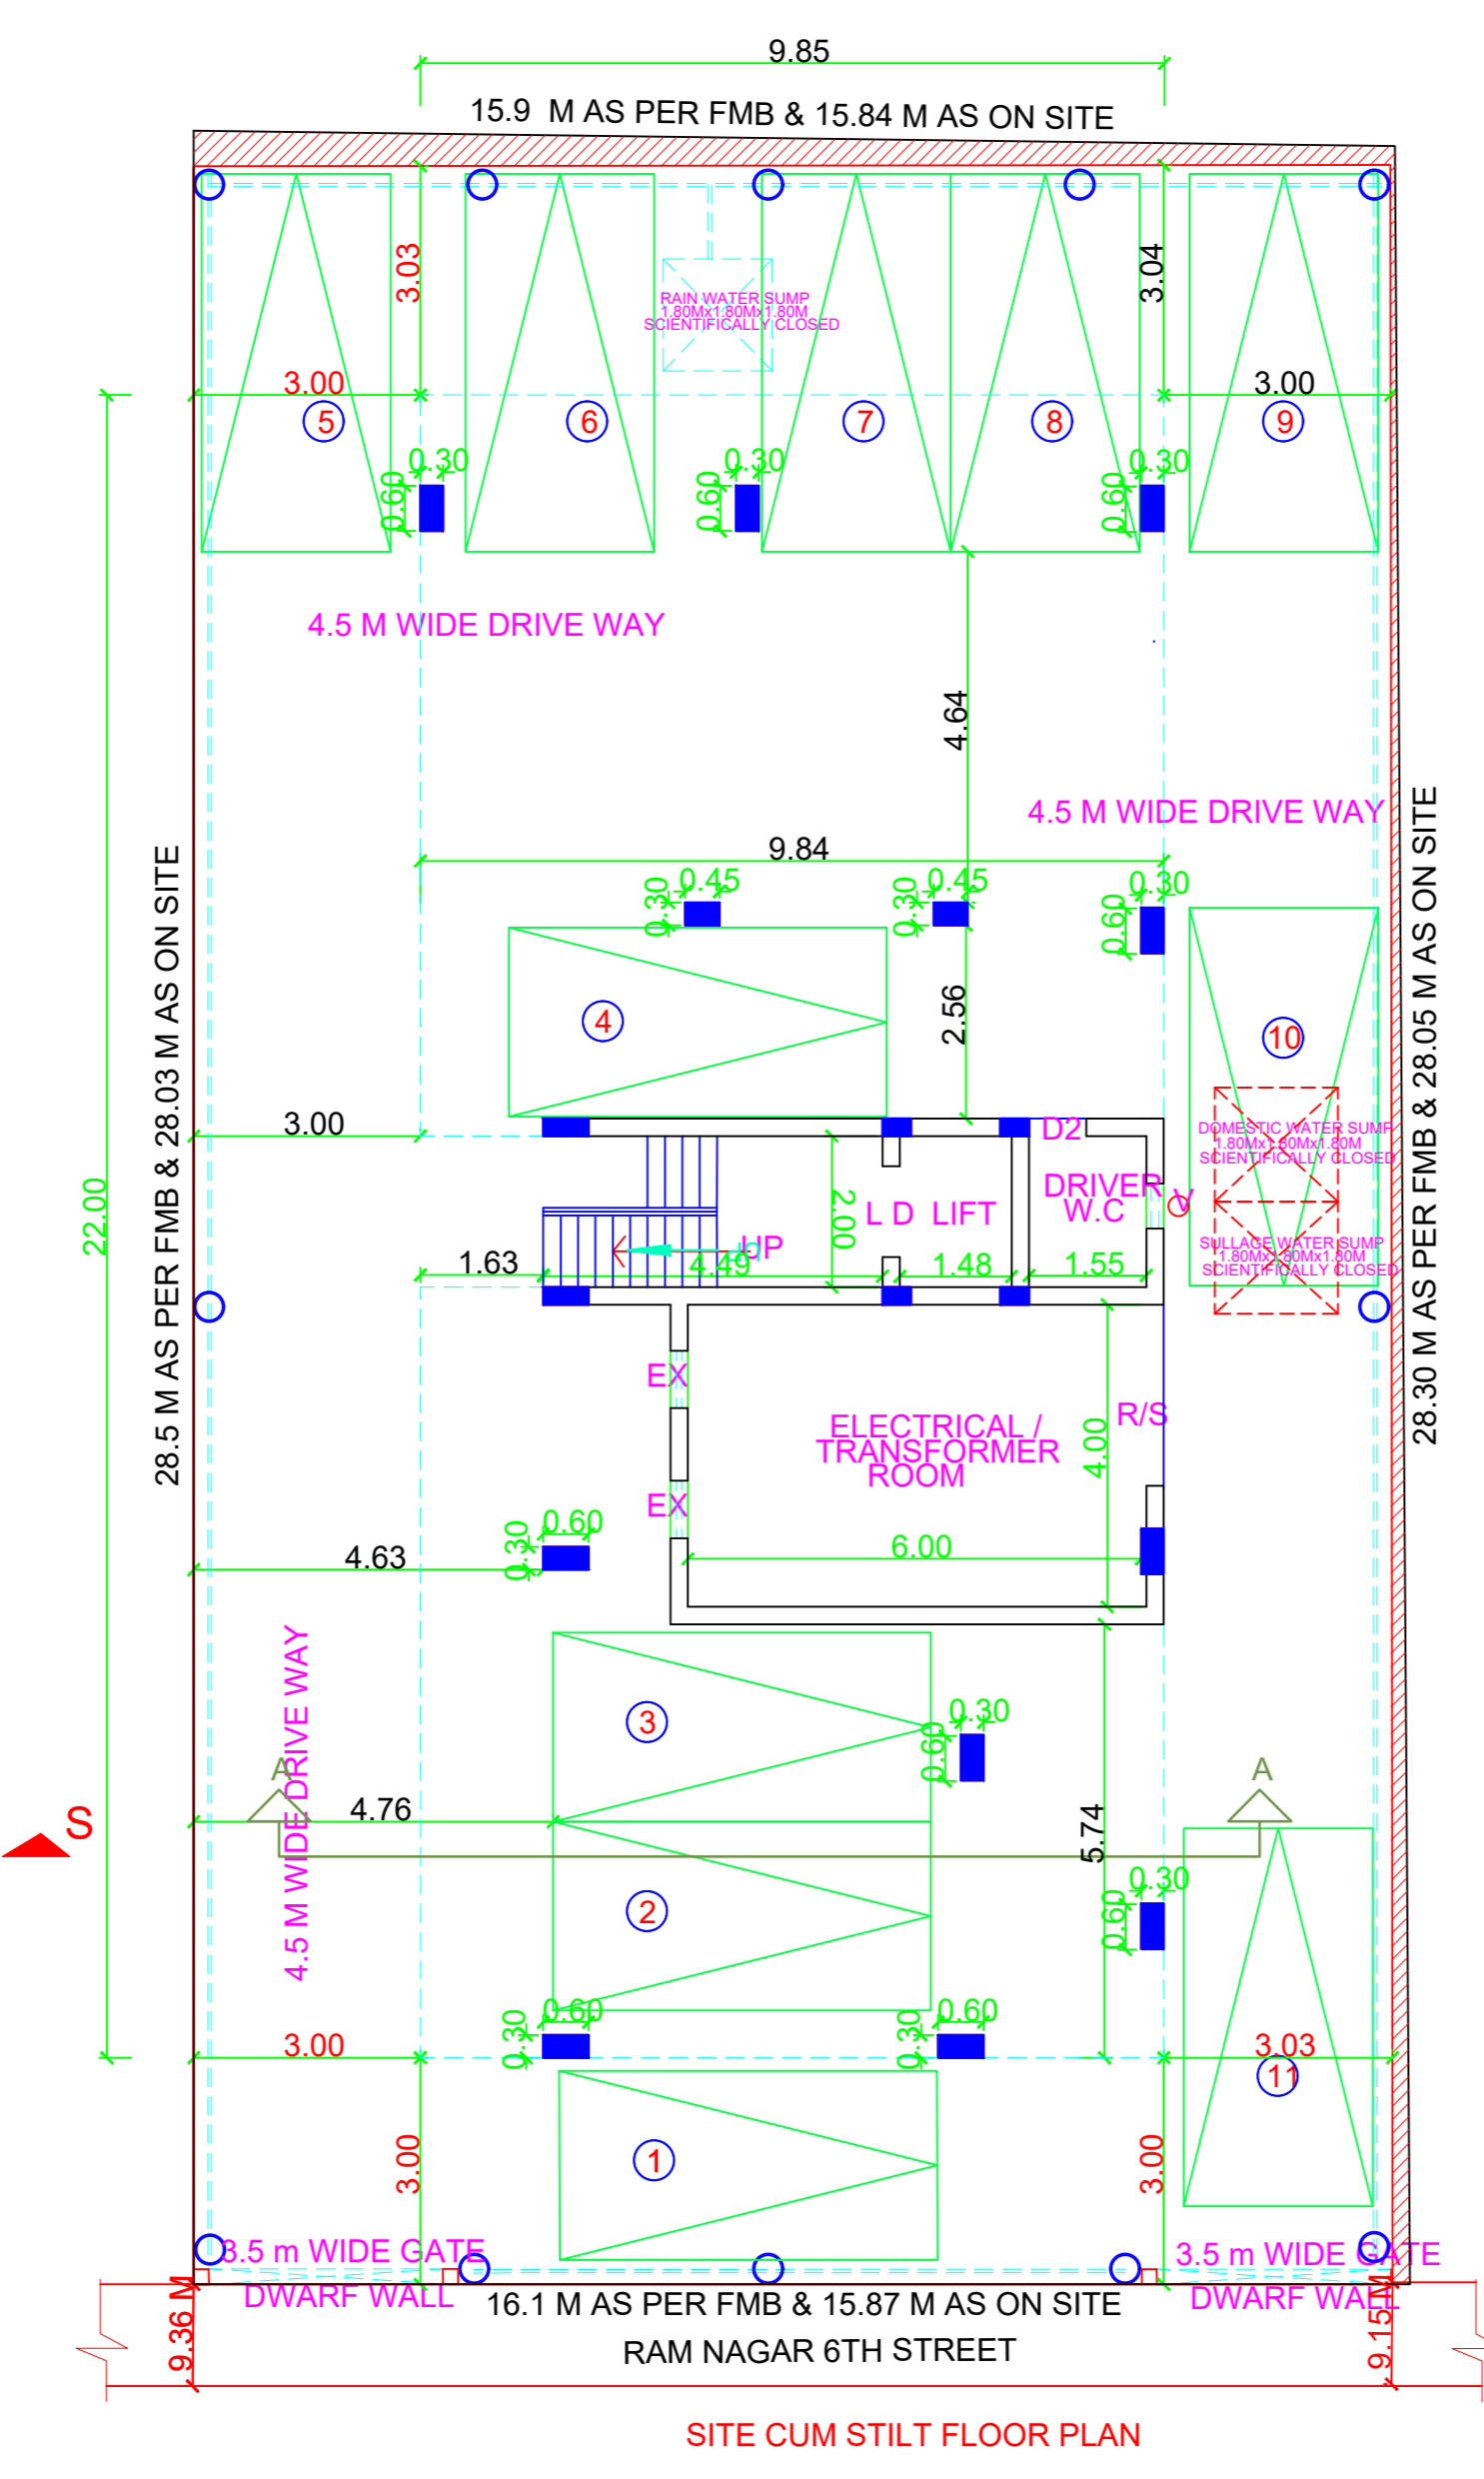 9.85
15.9 M AS PER FMB & 15.84 M AS ON SITE
3.03
3.04
RAIN WATER SUMP
1.80Mx1.80Mx1.80M
SCIENTIFICALLY CLOSED
3.00
3.00
5
6
7
8
9
0.30
0.60
0.30
0.60
0.30
0.60
4.5 M WIDE DRIVE WAY
4.64
4.5 M WIDE DRIVE WAY
9.84
28.5 M AS PER FMB & 28.03 M AS ON SITE
28.30 M AS PER FMB & 28.05 M AS ON SITE
0.45
0.30
0.45
0.30
0.30
0.60
4
2.56
10
3.00
D2
DOMESTIC WATER SUMP
1.80Mx1.80Mx1.80M
SCIENTIFICALLY CLOSED
22.00
2.00
L D LIFT
DRIVER
W.C
V
UP
SULLAGE WATER SUMP
1.80Mx1.80Mx1.80M
SCIENTIFICALLY CLOSED
1.63
4.49
1.48
1.55
EX
ELECTRICAL /
TRANSFORMER
ROOM
R/S
4.00
EX
0.60
0.30
4.63
6.00
4.5 M WIDE DRIVE WAY
3
0.30
0.60
A
A
S
4.76
5.74
2
0.30
0.60
0.60
0.30
0.60
0.30
3.00
3.03
11
3.00
1
3.00
3.5 m WIDE GATE
3.5 m WIDE GATE
DWARF WALL
DWARF WALL
9.36 M
9.15 M
16.1 M AS PER FMB & 15.87 M AS ON SITE
RAM NAGAR 6TH STREET
SITE CUM STILT FLOOR PLAN